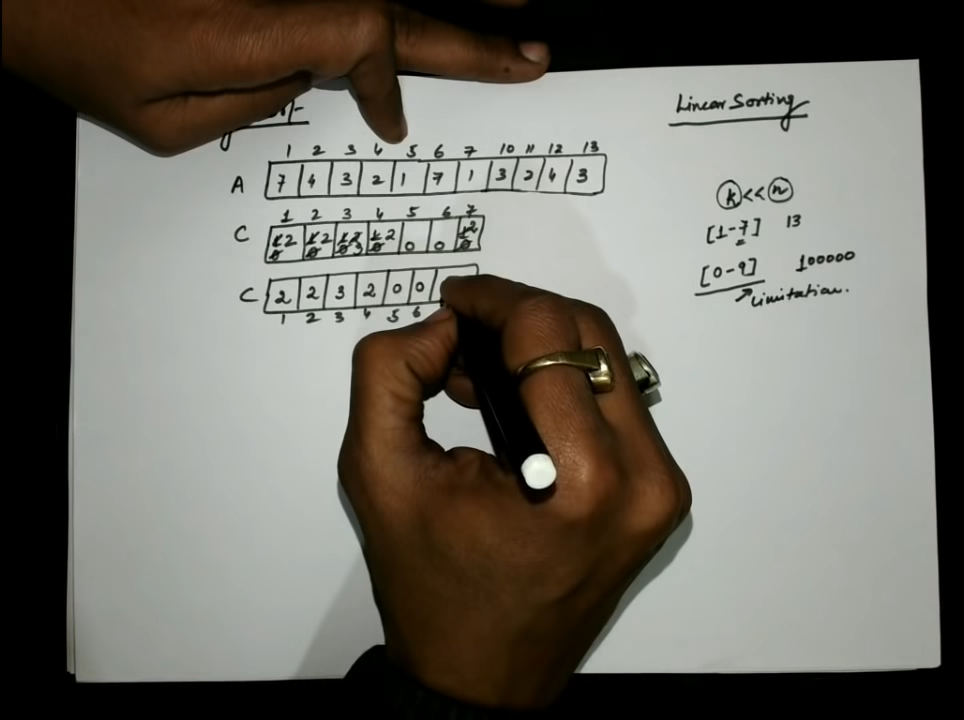 Linear Sorting
1 2 3 4 5 6 7 10 11 12 13
A 7 4 3 2 1 7 1 3 2 4 3
k << n
[1-7] 13
[0-9] 100000
Limitation.
1 2 3 4 5 6 7
C 2 2 3 2 0 0 2
C 2 2 3 2 0 0
1 2 3 4 5 6